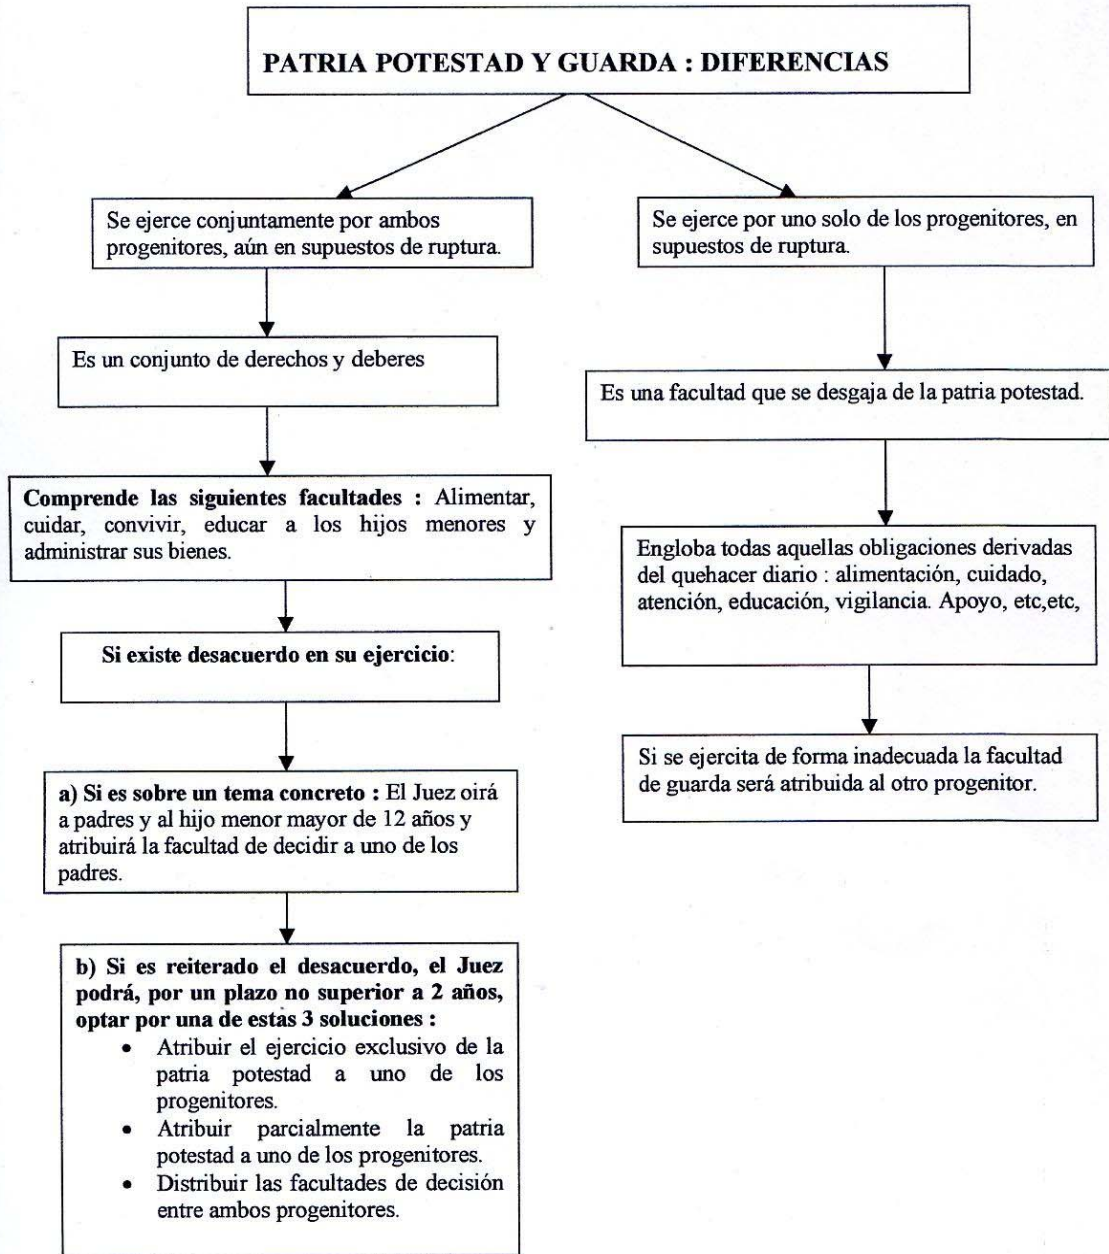 PATRIA POTESTAD Y GUARDA : DIFERENCIAS
Se ejerce conjuntamente por ambos
progenitores, aún en supuestos de ruptura.
Es un conjunto de derechos y deberes
Comprende las siguientes facultades : Alimentar,
cuidar, convivir, educar a los hijos menores y
administrar sus bienes.
Si existe desacuerdo en su ejercicio:
a) Si es sobre un tema concreto : El Juez oirá
a padres y al hijo menor mayor de 12 años y
atribuirá la facultad de decidir a uno de los
padres.
b) Si es reiterado el desacuerdo, el Juez
podrá, por un plazo no superior a 2 años,
optar por una de estas 3 soluciones :
• Atribuir el ejercicio exclusivo de la
patria potestad a uno de los
progenitores.
• Atribuir parcialmente la patria
potestad a uno de los progenitores.
• Distribuir las facultades de decisión
entre ambos progenitores.
Se ejerce por uno solo de los progenitores, en
supuestos de ruptura.
Es una facultad que se desgaja de la patria potestad.
Engloba todas aquellas obligaciones derivadas
del quehacer diario : alimentación, cuidado,
atención, educación, vigilancia. Apoyo, etc,etc,
Si se ejercita de forma inadecuada la facultad
de guarda será atribuida al otro progenitor.